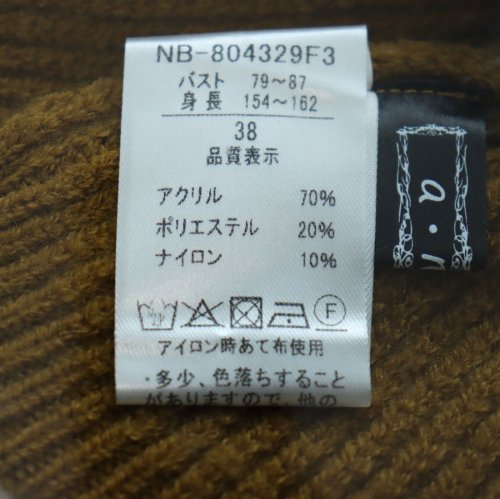 NB-804329F3
バスト 79～87
身長 154～162
38
品質表示
アクリル 70%
ポリエステル 20%
ナイロン 10%
F
アイロン時あて布使用
・多少、色落ちすること
がありますので、他の
a・n